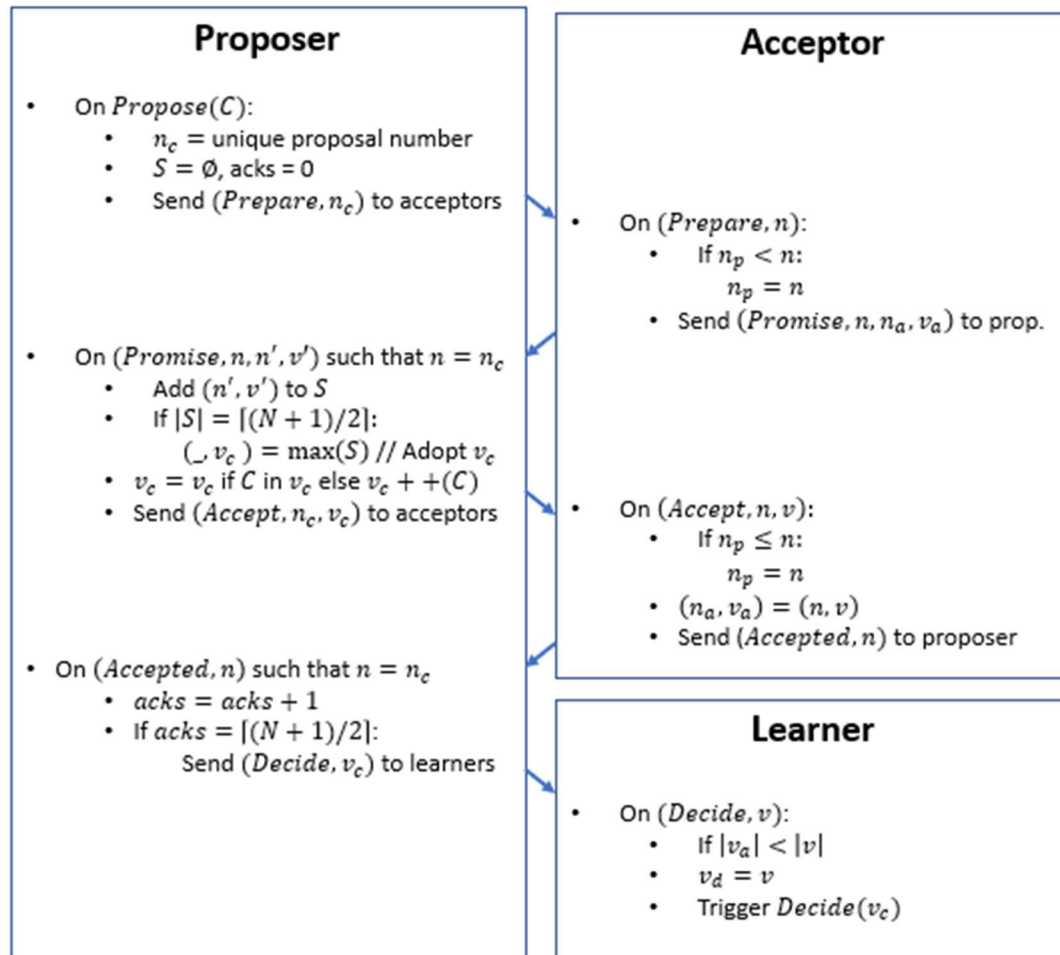 Proposer
• On Propose(C):
• n_c = unique proposal number
• S = ∅, acks = 0
• Send (Prepare, n_c) to acceptors
• On (Promise, n, n′, v′) such that n = n_c
• Add (n′, v′) to S
• If |S| = ⌈(N + 1)/2⌉:
(_, v_c) = max(S) // Adopt v_c
• v_c = v_c if C in v_c else v_c + +(C)
• Send (Accept, n_c, v_c) to acceptors
• On (Accepted, n) such that n = n_c
• acks = acks + 1
• If acks = ⌈(N + 1)/2⌉:
Send (Decide, v_c) to learners
Acceptor
• On (Prepare, n):
• If n_p < n:
n_p = n
• Send (Promise, n, n_a, v_a) to prop.
• On (Accept, n, v):
• If n_p ≤ n:
n_p = n
• (n_a, v_a) = (n, v)
• Send (Accepted, n) to proposer
Learner
• On (Decide, v):
• If |v_a| < |v|
• v_d = v
• Trigger Decide(v_c)